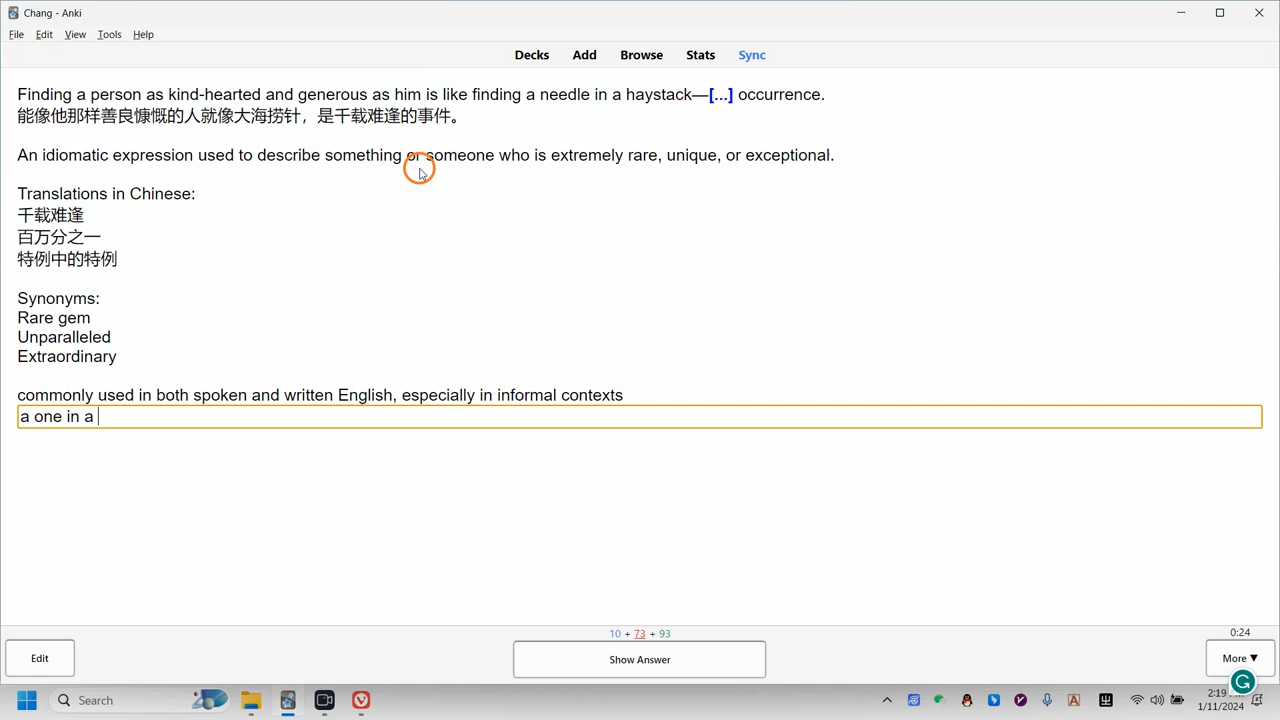 Chang - Anki
File Edit View Tools Help
Decks Add Browse Stats Sync
Finding a person as kind-hearted and generous as him is like finding a needle in a haystack—[...] occurrence.
能像他那样善良慷慨的人就像大海捞针，是千载难逢的事件。
An idiomatic expression used to describe something or someone who is extremely rare, unique, or exceptional.
Translations in Chinese:
千载难逢
百万分之一
特例中的特例
Synonyms:
Rare gem
Unparalleled
Extraordinary
commonly used in both spoken and written English, especially in informal contexts
a one in a
10 + 73 + 93
0:24
Edit
Show Answer
More ▼
Search
2:19
1/11/2024